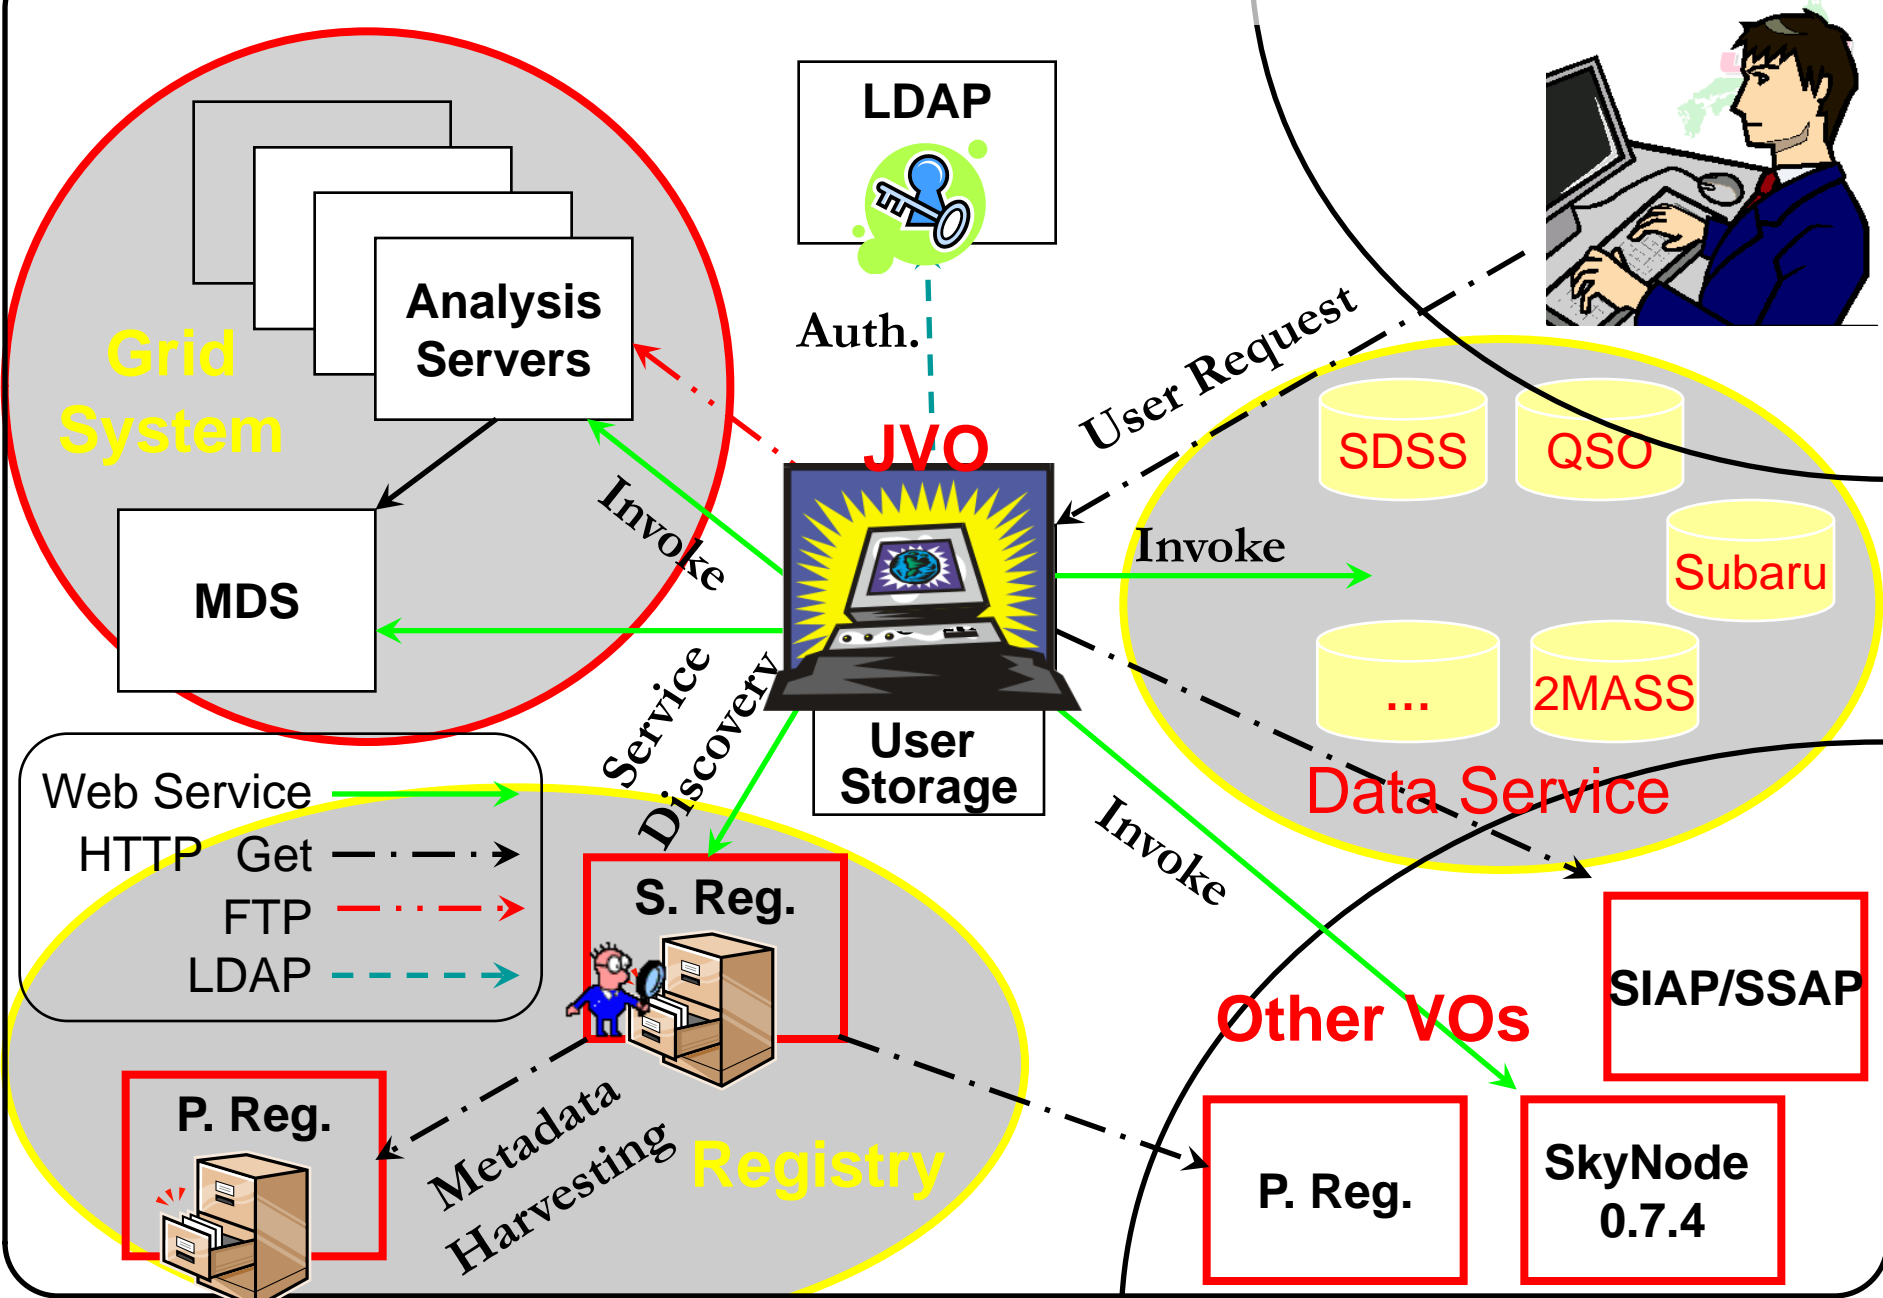 LDAP
Analysis
Servers
Grid
System
Auth.
User Request
JVO
SDSS
QSO
Invoke
Invoke
Subaru
MDS
Service
Discovery
...
2MASS
User
Storage
Data Service
Web Service
HTTP Get
FTP
LDAP
Invoke
S. Reg.
SIAP/SSAP
Other VOs
P. Reg.
Metadata
Harvesting
Registry
P. Reg.
SkyNode
0.7.4